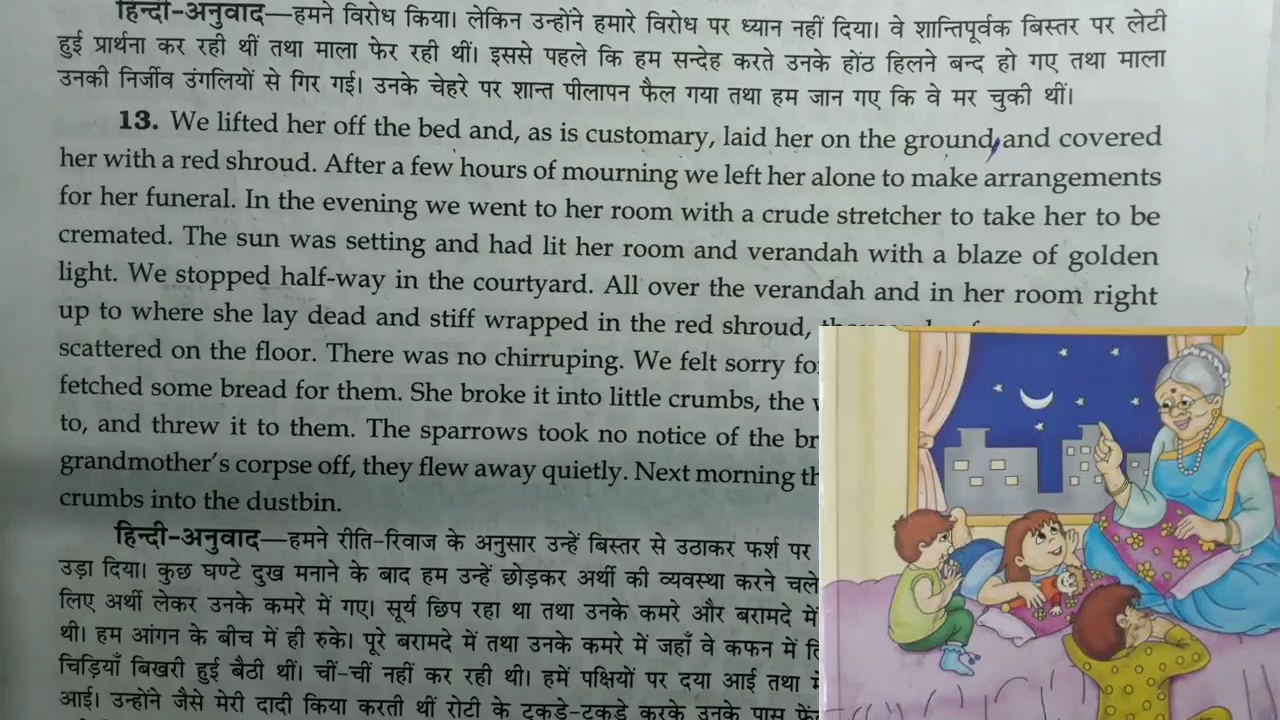 हिन्दी-अनुवाद—हमने विरोध किया। लेकिन उन्होंने हमारे विरोध पर ध्यान नहीं दिया। वे शान्तिपूर्वक बिस्तर पर लेटी
हुई प्रार्थना कर रही थीं तथा माला फेर रही थीं। इससे पहले कि हम सन्देह करते उनके होंठ हिलने बन्द हो गए तथा माला
उनकी निर्जीव उंगलियों से गिर गई। उनके चेहरे पर शान्त पीलापन फैल गया तथा हम जान गए कि वे मर चुकी थीं।
13. We lifted her off the bed and, as is customary, laid her on the ground, and covered
her with a red shroud. After a few hours of mourning we left her alone to make arrangements
for her funeral. In the evening we went to her room with a crude stretcher to take her to be
cremated. The sun was setting and had lit her room and verandah with a blaze of golden
light. We stopped half-way in the courtyard. All over the verandah and in her room right
up to where she lay dead and stiff wrapped in the red shroud,
scattered on the floor. There was no chirruping. We felt sorry
fetched some bread for them. She broke it into little crumbs, the
to, and threw it to them. The sparrows took no notice of the
grandmother's corpse off, they flew away quietly. Next morning
crumbs into the dustbin.
हिन्दी-अनुवाद—हमने रीति-रिवाज के अनुसार उन्हें बिस्तर से उठाकर फर्श पर
उड़ा दिया। कुछ घण्टे दुख मनाने के बाद हम उन्हें छोड़कर अर्थी की व्यवस्था करने चले
लिए अर्थी लेकर उनके कमरे में गए। सूर्य छिप रहा था तथा उनके कमरे और बरामदे में
थी। हम आंगन के बीच में ही रुके। पूरे बरामदे में तथा उनके कमरे में जहाँ वे कफन में
चिड़ियाँ बिखरी हुई बैठी थीं। चीं-चीं नहीं कर रही थी। हमें पक्षियों पर दया आई तथा
आई। उन्होंने जैसे मेरी दादी किया करती थीं रोटी के टुकड़े-टुकड़े करके उनके पास